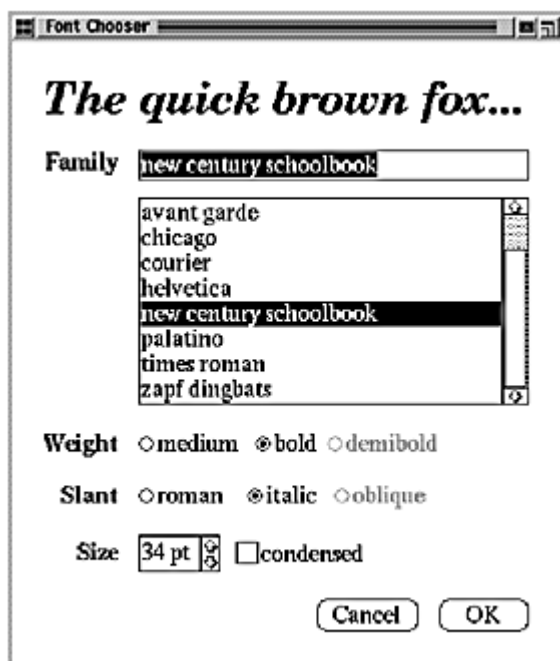 Font Chooser
The quick brown fox...
Family new century schoolbook
avant garde
chicago
courier
helvetica
new century schoolbook
palatino
times roman
zapf dingbats
Weight medium bold demibold
Slant roman italic oblique
Size 34 pt condensed
Cancel OK